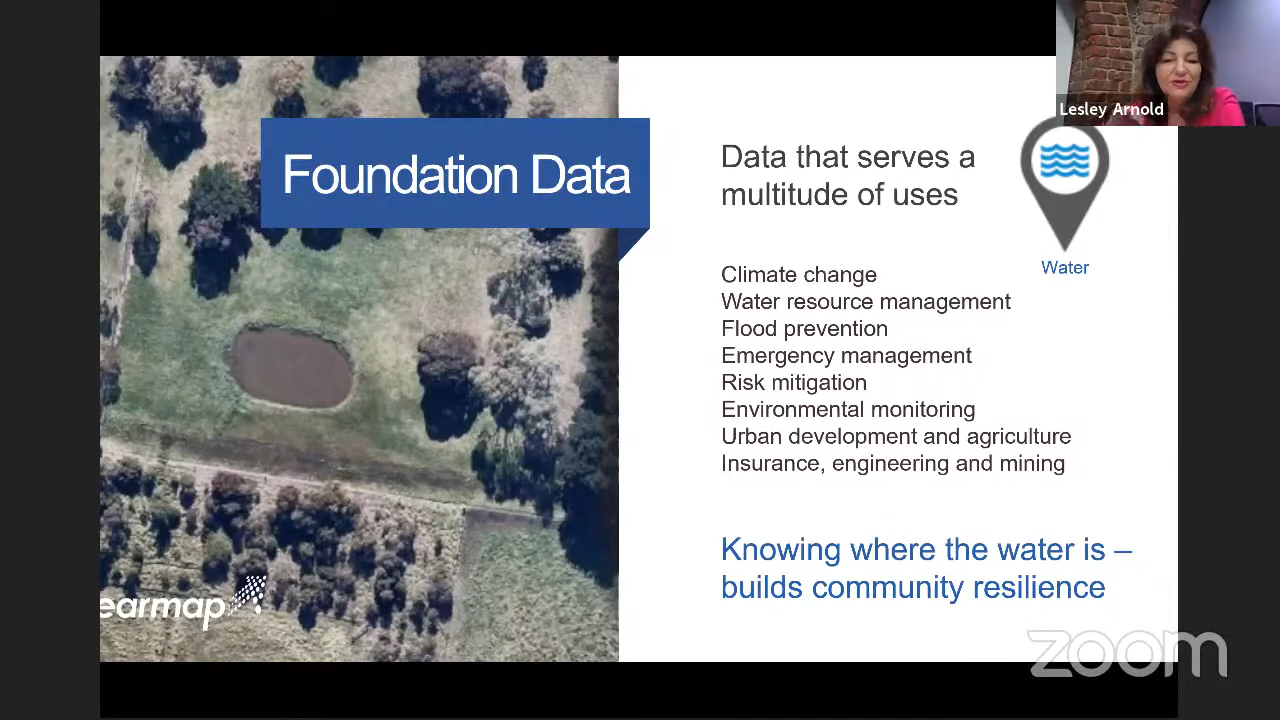 Lesley Arnold
Foundation Data
Data that serves a
multitude of uses
Water
Climate change
Water resource management
Flood prevention
Emergency management
Risk mitigation
Environmental monitoring
Urban development and agriculture
Insurance, engineering and mining
Knowing where the water is –
builds community resilience
earmap
zoom